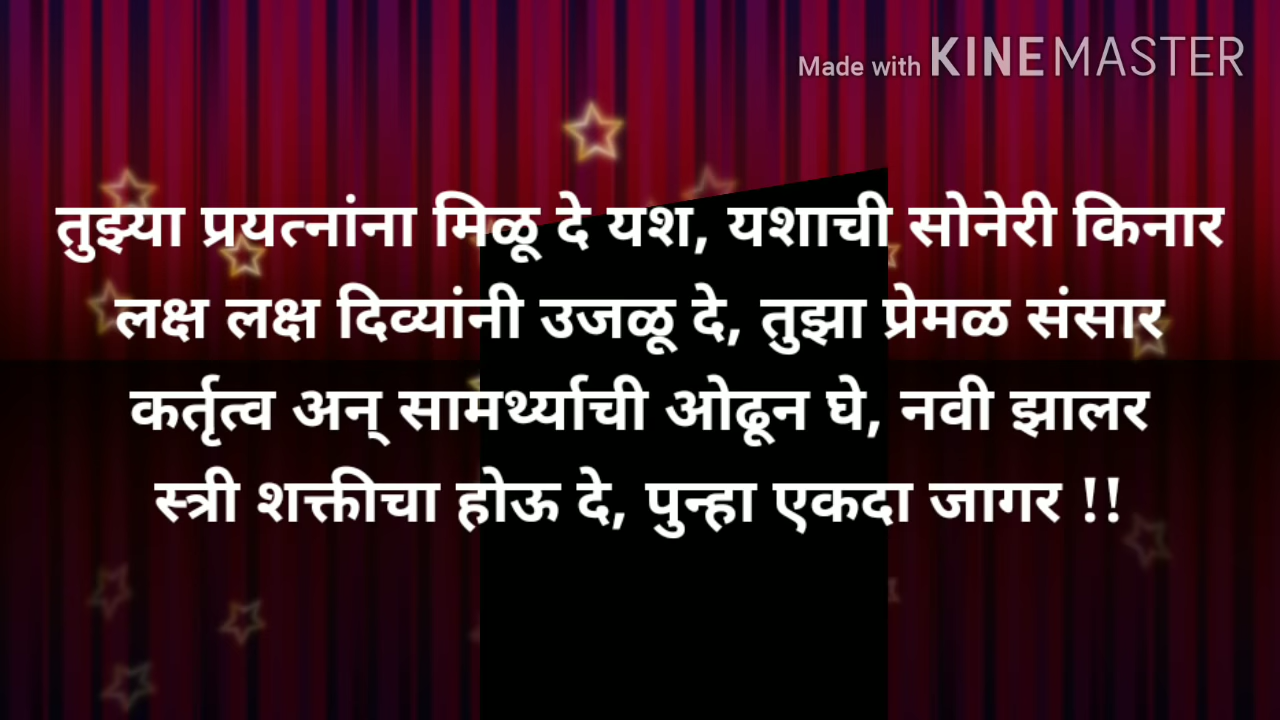 Made with KINEMASTER
तुझ्या प्रयत्नांना मिळू दे यश, यशाची सोनेरी किनार
लक्ष लक्ष दिव्यांनी उजळू दे, तुझा प्रेमळ संसार
कर्तृत्व अन् सामर्थ्याची ओढून घे, नवी झालर
स्त्री शक्तीचा होऊ दे, पुन्हा एकदा जागर !!